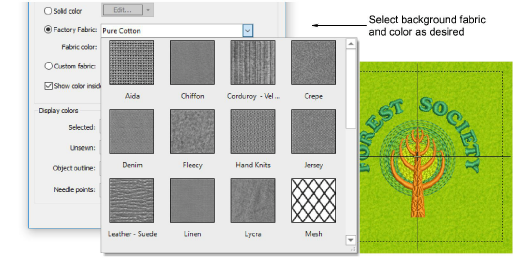 Solid color
Edit...
Factory Fabric:
Pure Cotton
Fabric color:
Custom fabric:
Show color insid
Display colors
Selected:
Unsewn:
Object outline:
Needle points:
Aida
Chiffon
Corduroy - Vel ...
Crepe
Denim
Fleecy
Hand Knits
Jersey
Leather - Suede
Linen
Lycra
Mesh
Select background fabric
and color as desired
FOREST SOCIETY